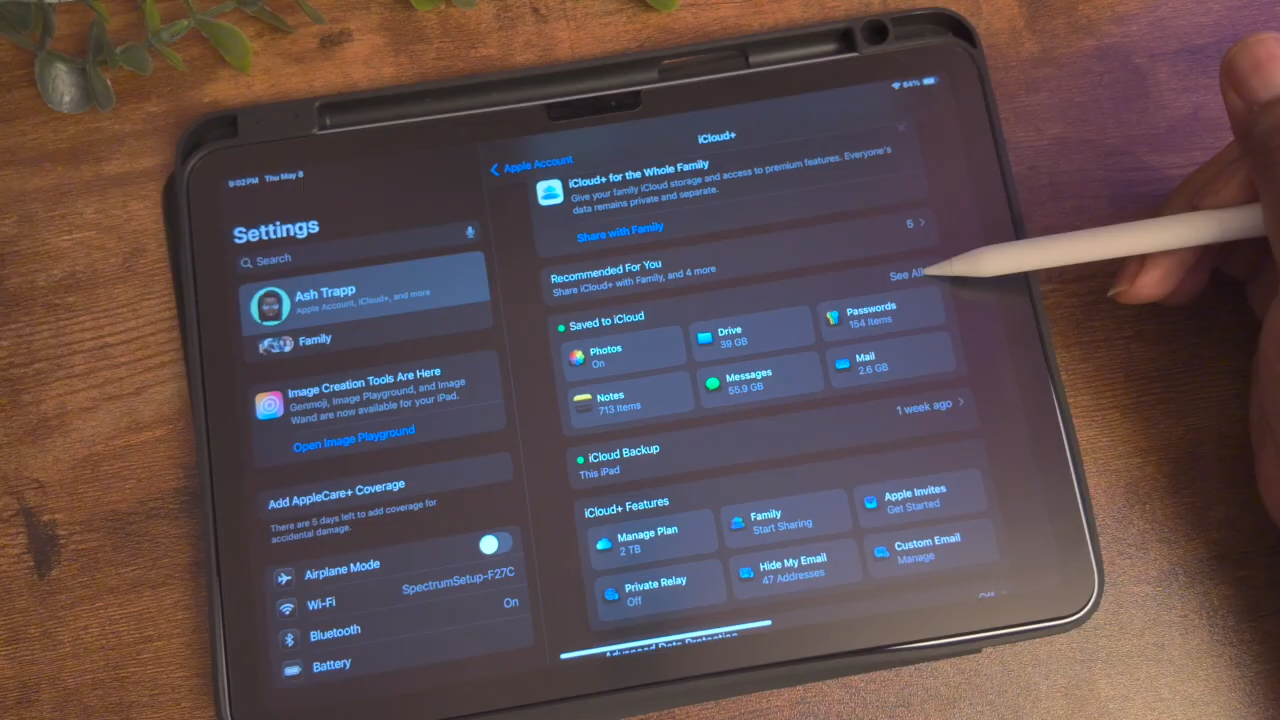 9:02PM Thu May 8
84%
Settings
Search
Ash Trapp
Apple Account, iCloud+, and more
Family
Image Creation Tools Are Here
Genmoji, Image Playground, and Image
Wand are now available for your iPad.
Open Image Playground
Add AppleCare+ Coverage
There are 5 days left to add coverage for
accidental damage.
Airplane Mode
Wi-Fi
SpectrumSetup-F27C
Bluetooth
On
Battery
Apple Account
iCloud+
iCloud+ for the Whole Family
Give your family iCloud storage and access to premium features. Everyone's
data remains private and separate.
Share with Family
Recommended For You
5
Share iCloud+ with Family, and 4 more
Saved to iCloud
See All
Photos
On
Drive
39 GB
Passwords
154 Items
Notes
713 Items
Messages
55.9 GB
Mail
2.6 GB
iCloud Backup
1 week ago
This iPad
iCloud+ Features
Manage Plan
2 TB
Family
Start Sharing
Apple Invites
Get Started
Private Relay
Off
Hide My Email
47 Addresses
Custom Email
Manage
Advanced Data Protection